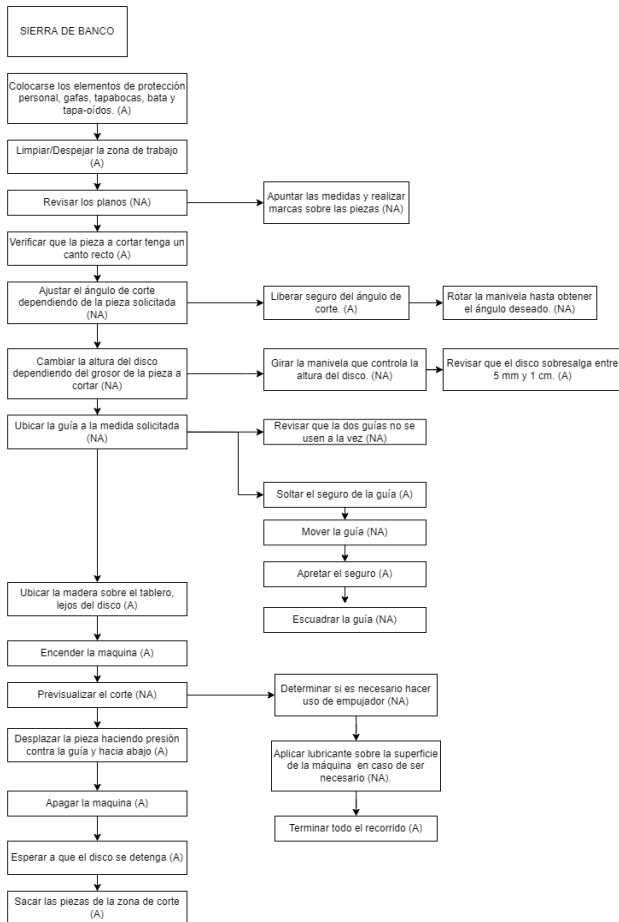 SIERRA DE BANCO
Colocarse los elementos de protección
personal, gafas, tapabocas, bata y
tapa-oídos. (A)
Limpiar/Despejar la zona de trabajo
(A)
Revisar los planos (NA)
Apuntar las medidas y realizar
marcas sobre las piezas (NA)
Verificar que la pieza a cortar tenga un
canto recto (A)
Ajustar el ángulo de corte
dependiendo de la pieza solicitada
(NA)
Liberar seguro del ángulo de
corte. (A)
Rotar la manivela hasta obtener
el ángulo deseado. (NA)
Cambiar la altura del disco
dependiendo del grosor de la pieza a
cortar (NA)
Girar la manivela que controla la
altura del disco. (NA)
Revisar que el disco sobresalga entre
5 mm y 1 cm. (A)
Ubicar la guía a la medida solicitada
(NA)
Revisar que la dos guías no se
usen a la vez (NA)
Soltar el seguro de la guía (A)
Mover la guía (NA)
Apretar el seguro (A)
Escuadrar la guía (NA)
Ubicar la madera sobre el tablero,
lejos del disco (A)
Encender la maquina (A)
Previsualizar el corte (NA)
Determinar si es necesario hacer
uso de empujador (NA)
Desplazar la pieza haciendo presión
contra la guía y hacia abajo (A)
Aplicar lubricante sobre la superficie
de la máquina en caso de ser
necesario (NA).
Apagar la maquina (A)
Terminar todo el recorrido (A)
Esperar a que el disco se detenga (A)
Sacar las piezas de la zona de corte
(A)